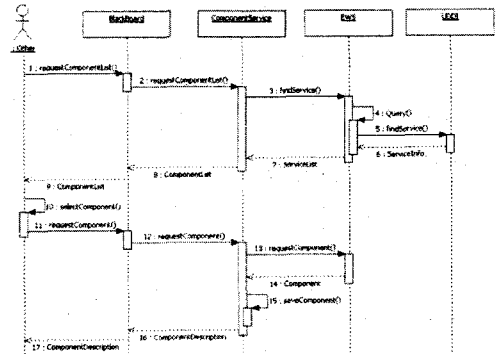 BlackBoard
ComponentService
EWS
UDDI
: Other
1 : requestComponentList()
2 : requestComponentList()
3 : findService()
4 : Query()
5 : findService()
6 : ServiceInfo.
7 : ServiceList
8 : ComponentList
9 : ComponentList
10 : selectComponent()
11 : requestComponent()
12 : requestComponent()
13 : requestComponent()
14 : Component
15 : saveComponent()
16 : ComponentDescription
17 : ComponentDescription